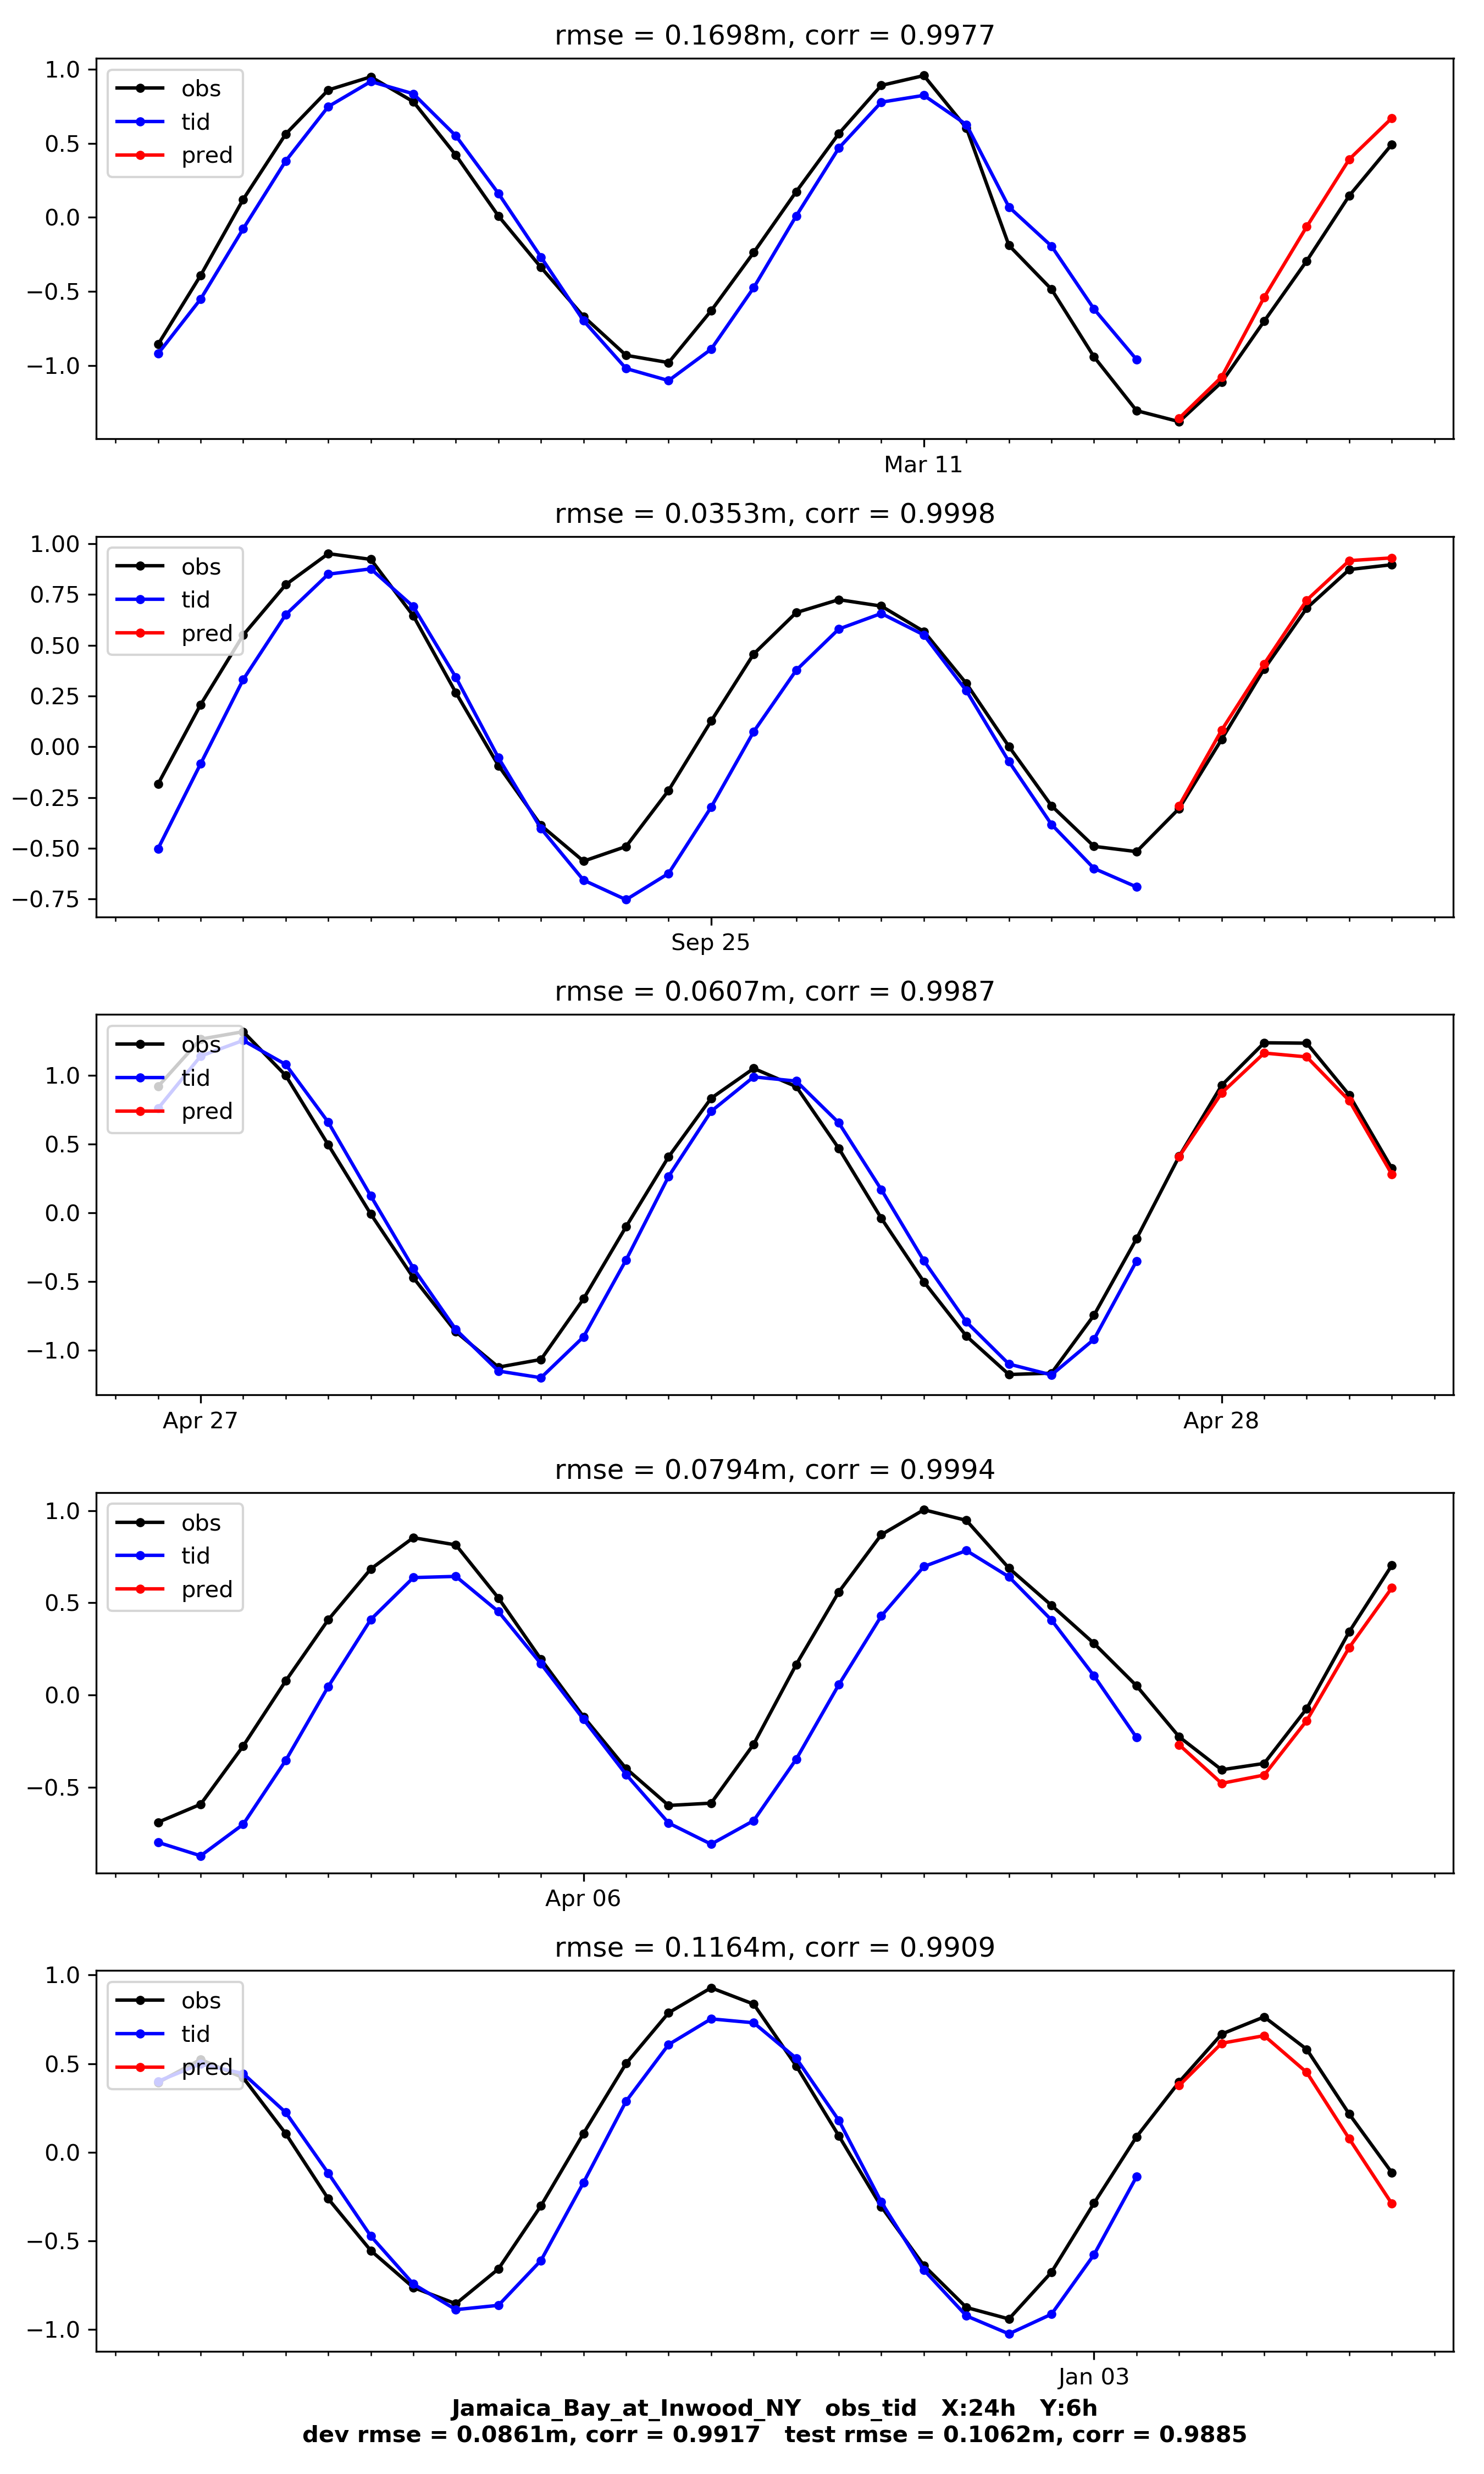 rmse = 0.1698m, corr = 0.9977
1.0
0.5
0.0
−0.5
−1.0
obs
tid
pred
Mar 11
rmse = 0.0353m, corr = 0.9998
1.00
0.75
0.50
0.25
0.00
−0.25
−0.50
−0.75
obs
tid
pred
Sep 25
rmse = 0.0607m, corr = 0.9987
1.0
0.5
0.0
−0.5
−1.0
obs
tid
pred
Apr 27 Apr 28
rmse = 0.0794m, corr = 0.9994
1.0
0.5
0.0
−0.5
obs
tid
pred
Apr 06
rmse = 0.1164m, corr = 0.9909
1.0
0.5
0.0
−0.5
−1.0
obs
tid
pred
Jan 03
Jamaica_Bay_at_Inwood_NY obs_tid X:24h Y:6h
dev rmse = 0.0861m, corr = 0.9917 test rmse = 0.1062m, corr = 0.9885